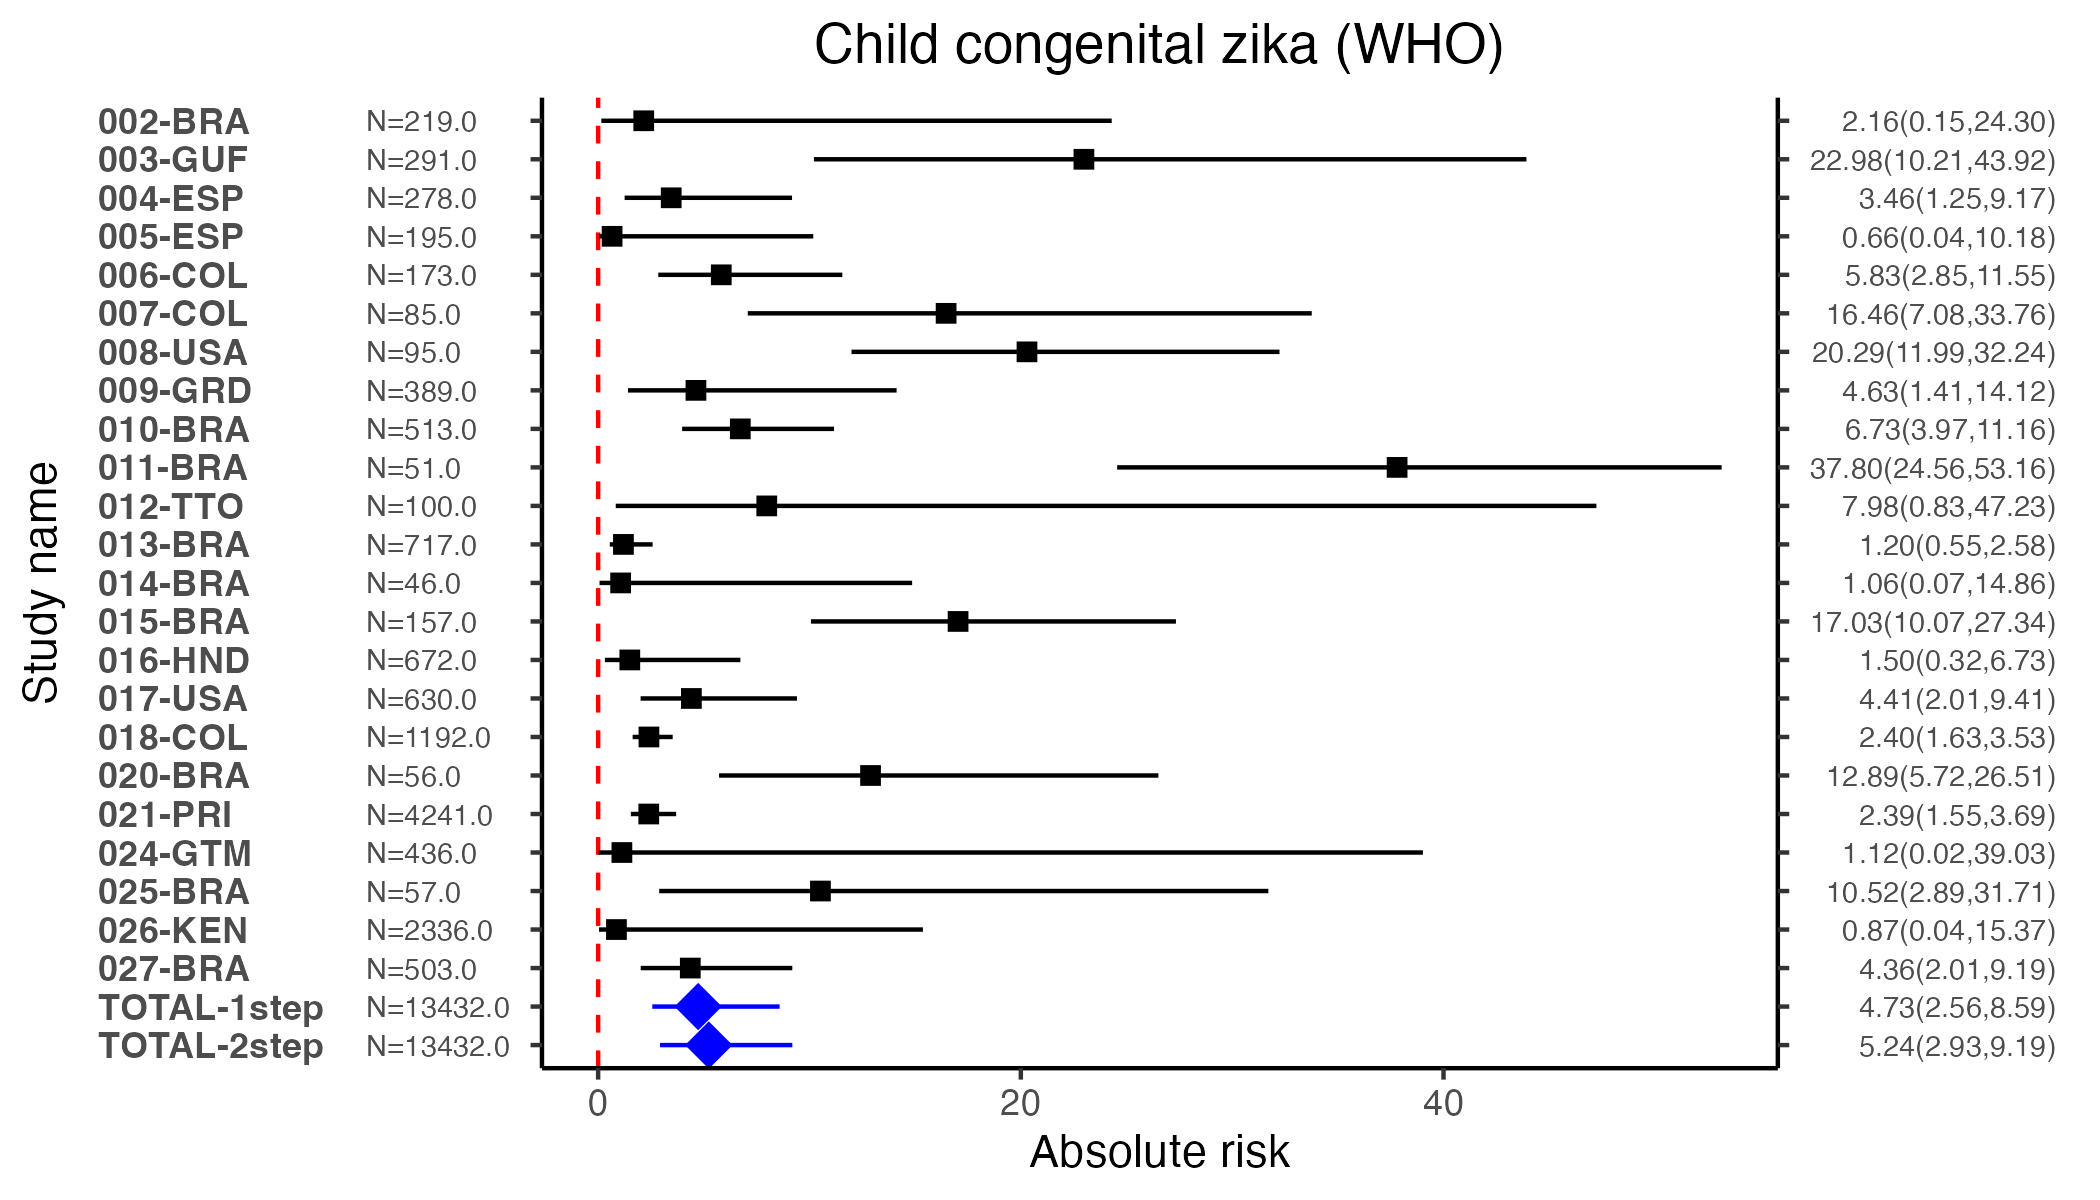 Child congenital zika (WHO)
002-BRA N=219.0 2.16(0.15,24.30)
003-GUF N=291.0 22.98(10.21,43.92)
004-ESP N=278.0 3.46(1.25,9.17)
005-ESP N=195.0 0.66(0.04,10.18)
006-COL N=173.0 5.83(2.85,11.55)
007-COL N=85.0 16.46(7.08,33.76)
008-USA N=95.0 20.29(11.99,32.24)
009-GRD N=389.0 4.63(1.41,14.12)
010-BRA N=513.0 6.73(3.97,11.16)
011-BRA N=51.0 37.80(24.56,53.16)
012-TTO N=100.0 7.98(0.83,47.23)
013-BRA N=717.0 1.20(0.55,2.58)
014-BRA N=46.0 1.06(0.07,14.86)
015-BRA N=157.0 17.03(10.07,27.34)
016-HND N=672.0 1.50(0.32,6.73)
017-USA N=630.0 4.41(2.01,9.41)
018-COL N=1192.0 2.40(1.63,3.53)
020-BRA N=56.0 12.89(5.72,26.51)
021-PRI N=4241.0 2.39(1.55,3.69)
024-GTM N=436.0 1.12(0.02,39.03)
025-BRA N=57.0 10.52(2.89,31.71)
026-KEN N=2336.0 0.87(0.04,15.37)
027-BRA N=503.0 4.36(2.01,9.19)
TOTAL-1step N=13432.0 4.73(2.56,8.59)
TOTAL-2step N=13432.0 5.24(2.93,9.19)
Study name
0 20 40
Absolute risk